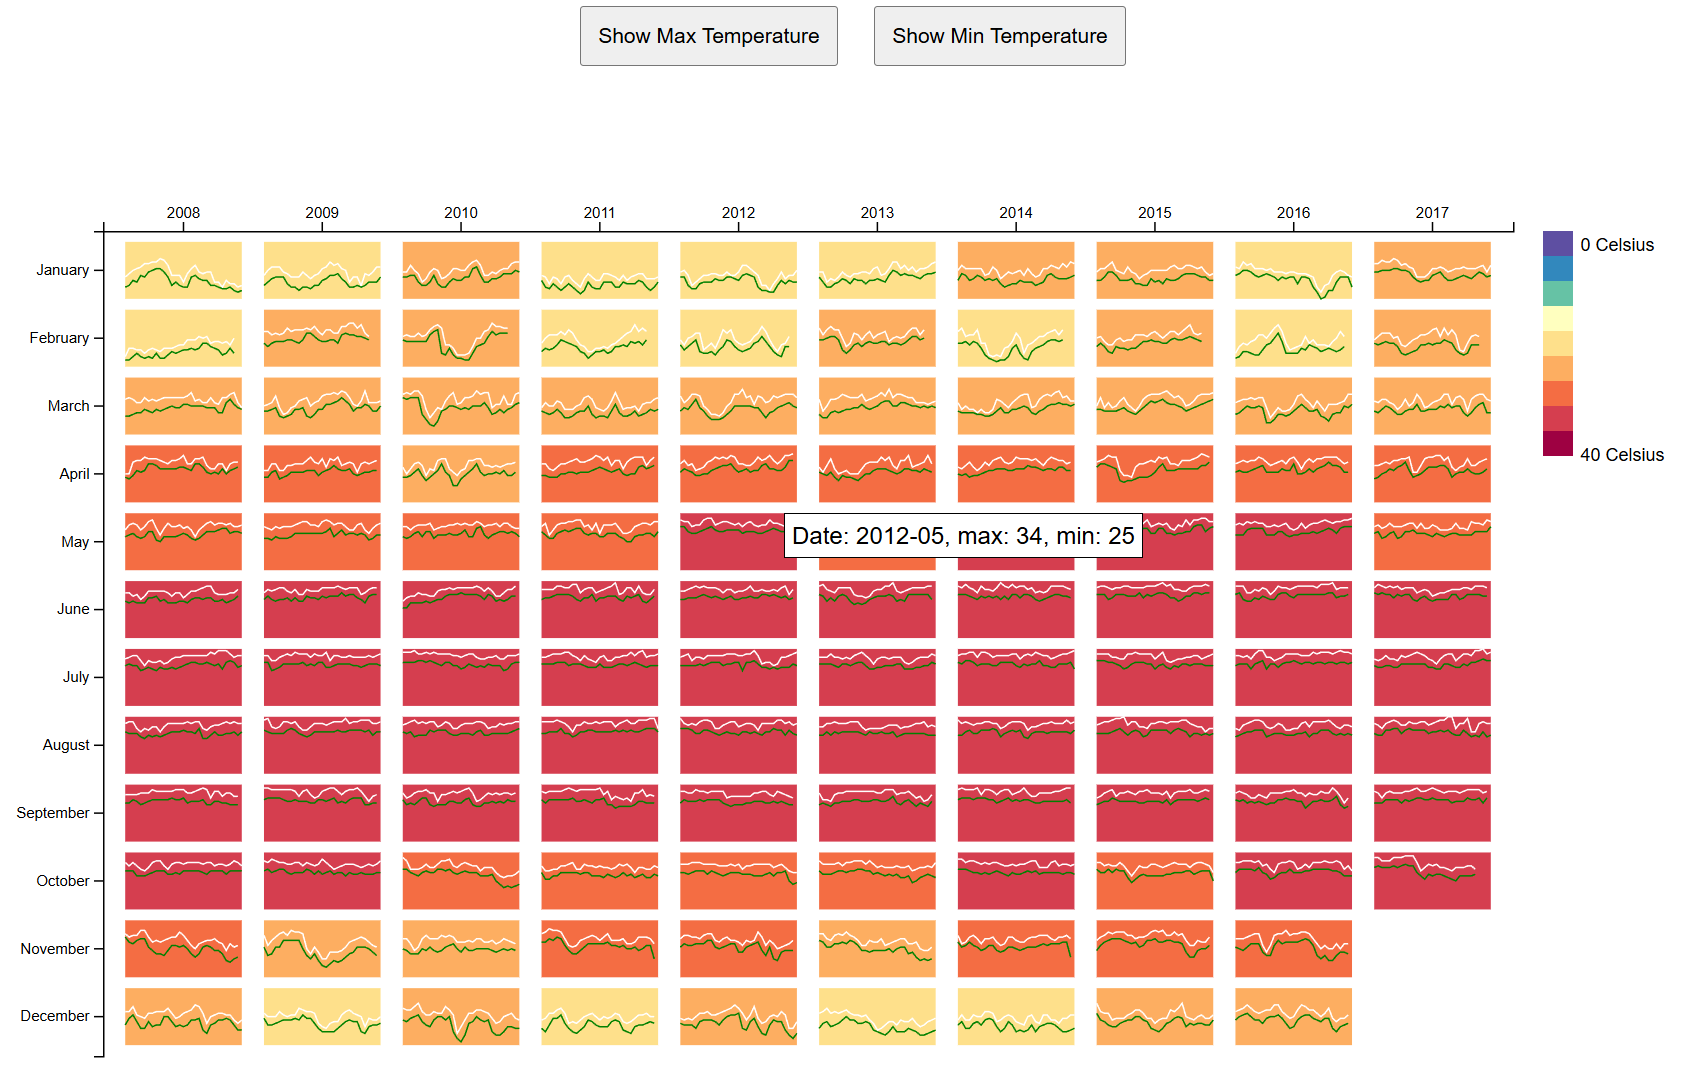 Show Max Temperature
Show Min Temperature
2008 2009 2010 2011 2012 2013 2014 2015 2016 2017
0 Celsius
40 Celsius
January
February
March
April
May
Date: 2012-05, max: 34, min: 25
June
July
August
September
October
November
December